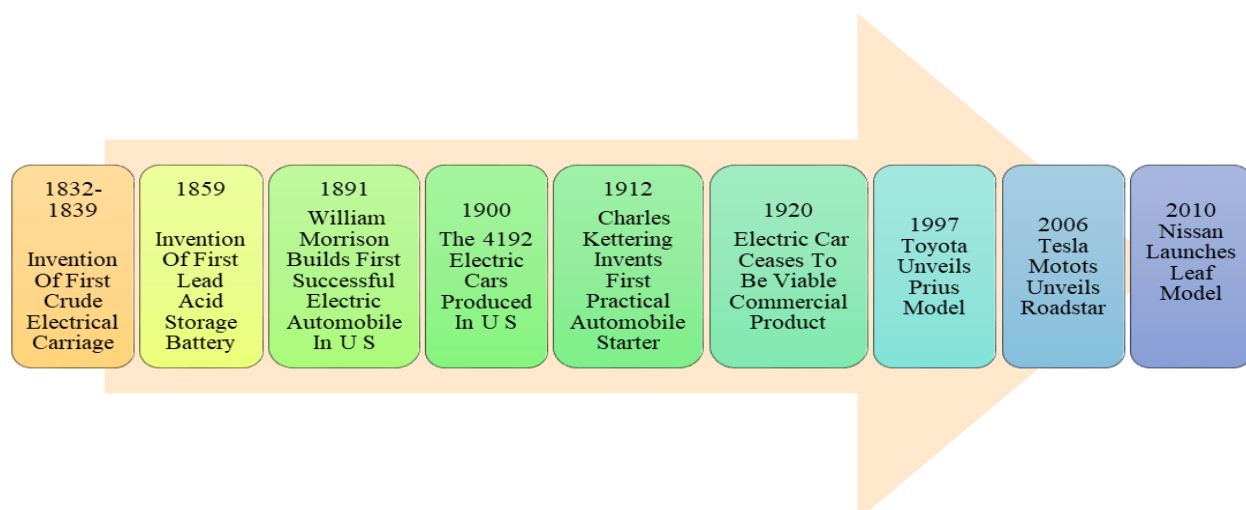 1832-
1839
Invention
Of First
Crude
Electrical
Carriage
1859
Invention
Of First
Lead
Acid
Storage
Battery
1891
William
Morrison
Builds First
Successful
Electric
Automobile
In U S
1900
The 4192
Electric
Cars
Produced
In U S
1912
Charles
Kettering
Invents
First
Practical
Automobile
Starter
1920
Electric Car
Ceases To
Be Viable
Commercial
Product
1997
Toyota
Unveils
Prius
Model
2006
Tesla
Motots
Unveils
Roadstar
2010
Nissan
Launches
Leaf
Model